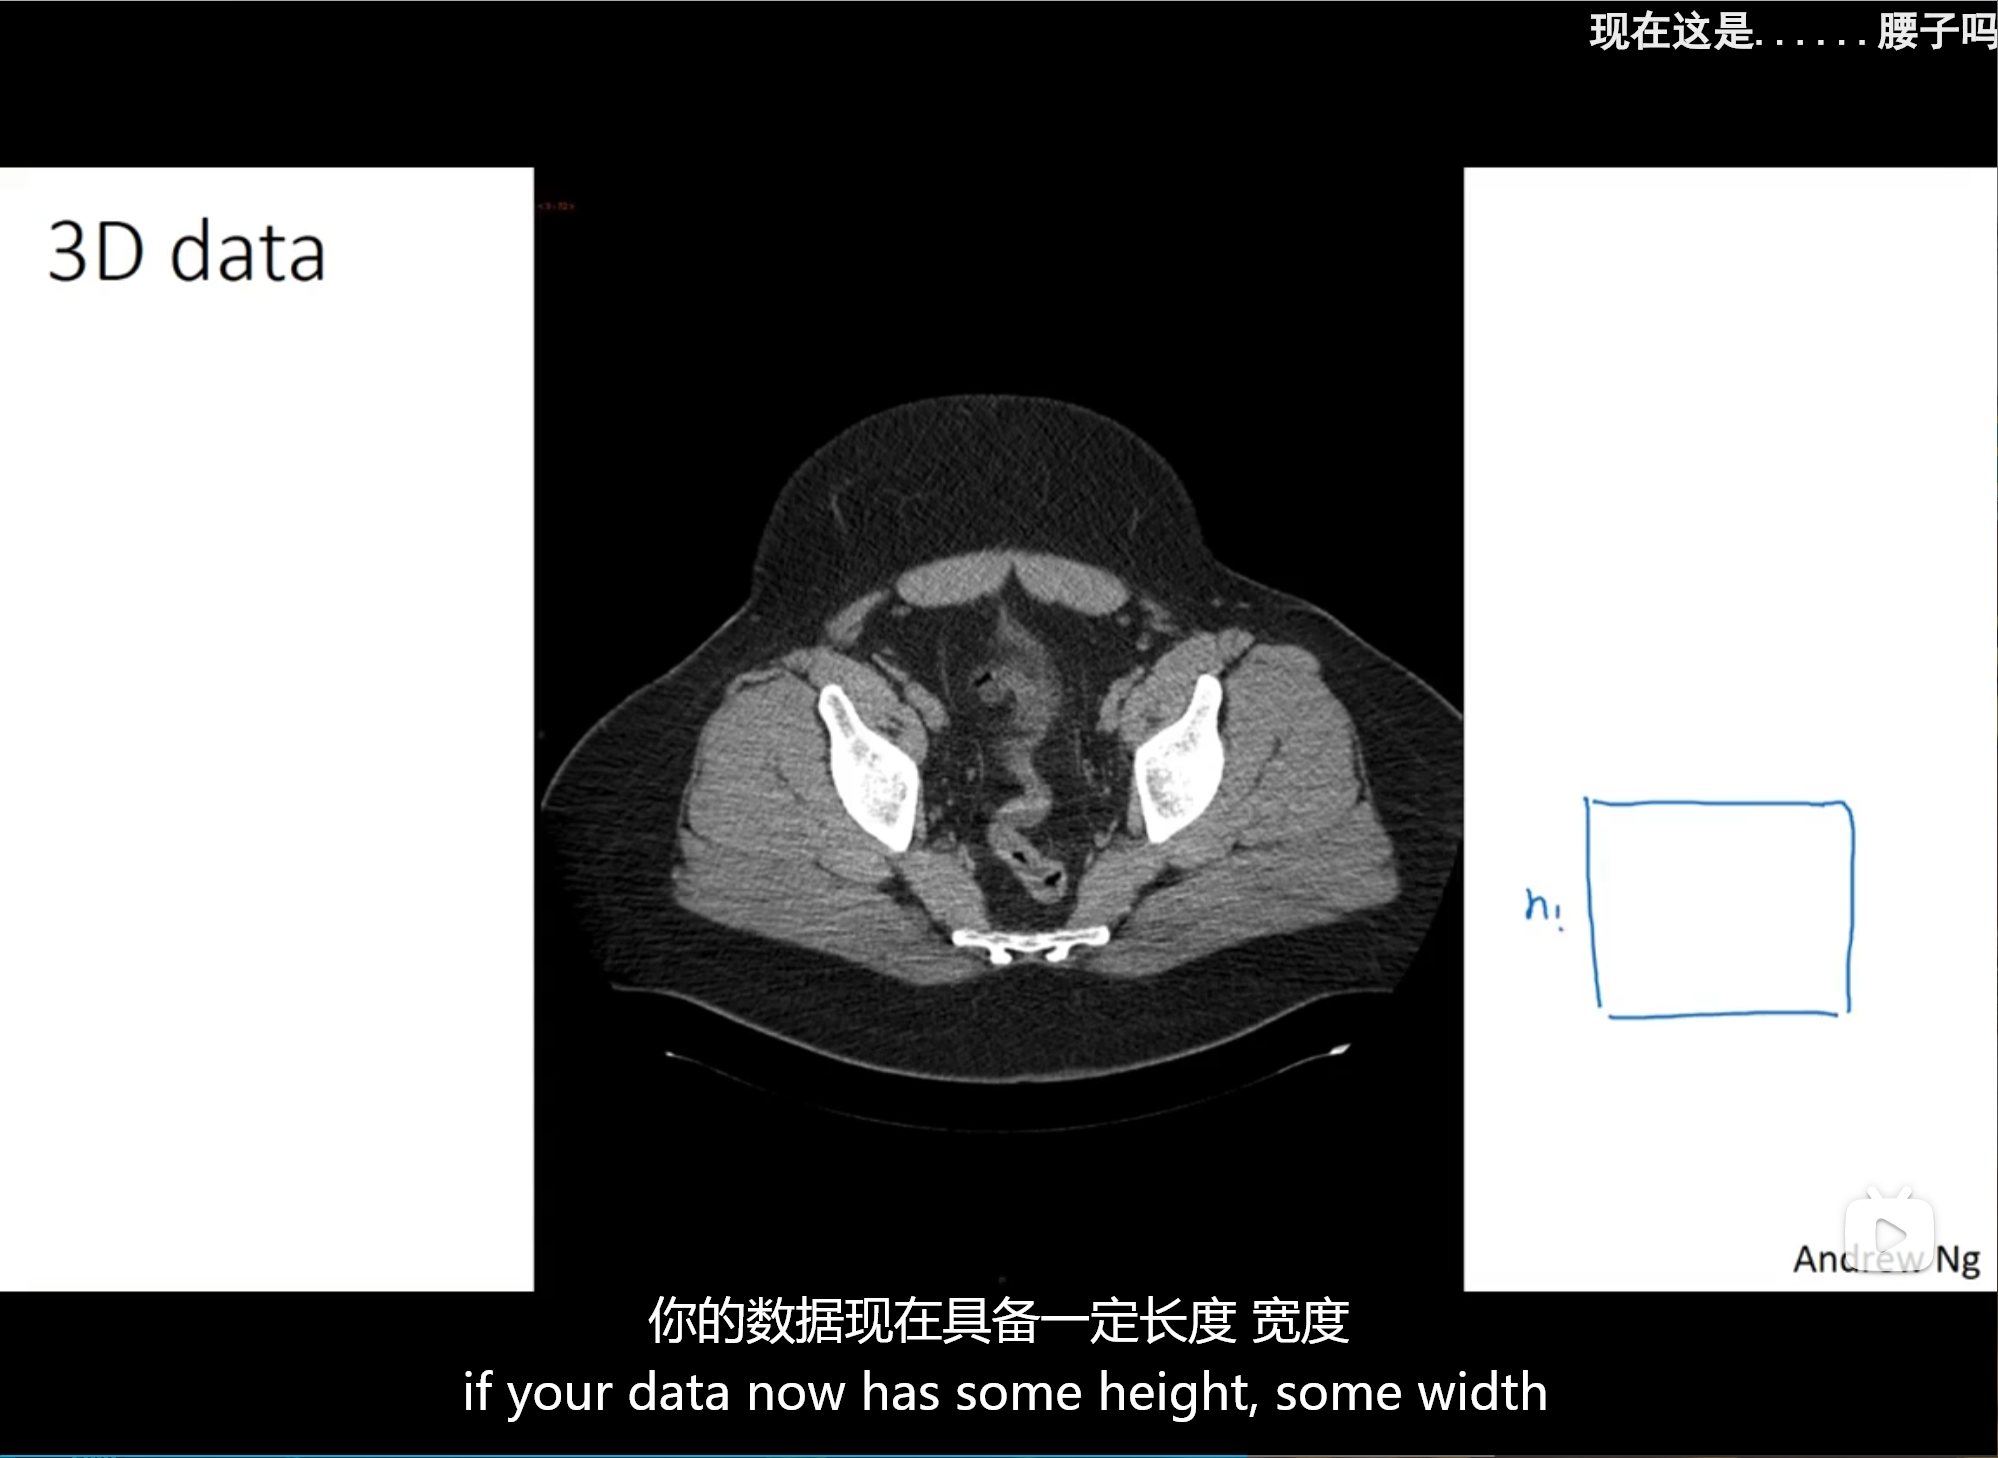 现在这是......腰子吗
3D data
n!
Andrew Ng
你的数据现在具备一定长度 宽度
if your data now has some height, some width